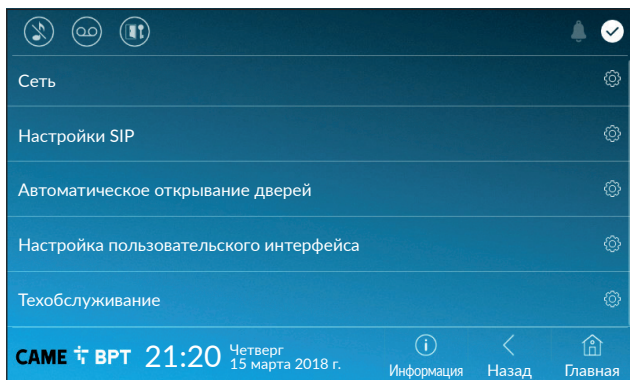 Сеть
Настройки SIP
Автоматическое открывание дверей
Настройка пользовательского интерфейса
Техобслуживание
CAME BPT 21:20 Четверг
15 марта 2018 г.
Информация Назад Главная